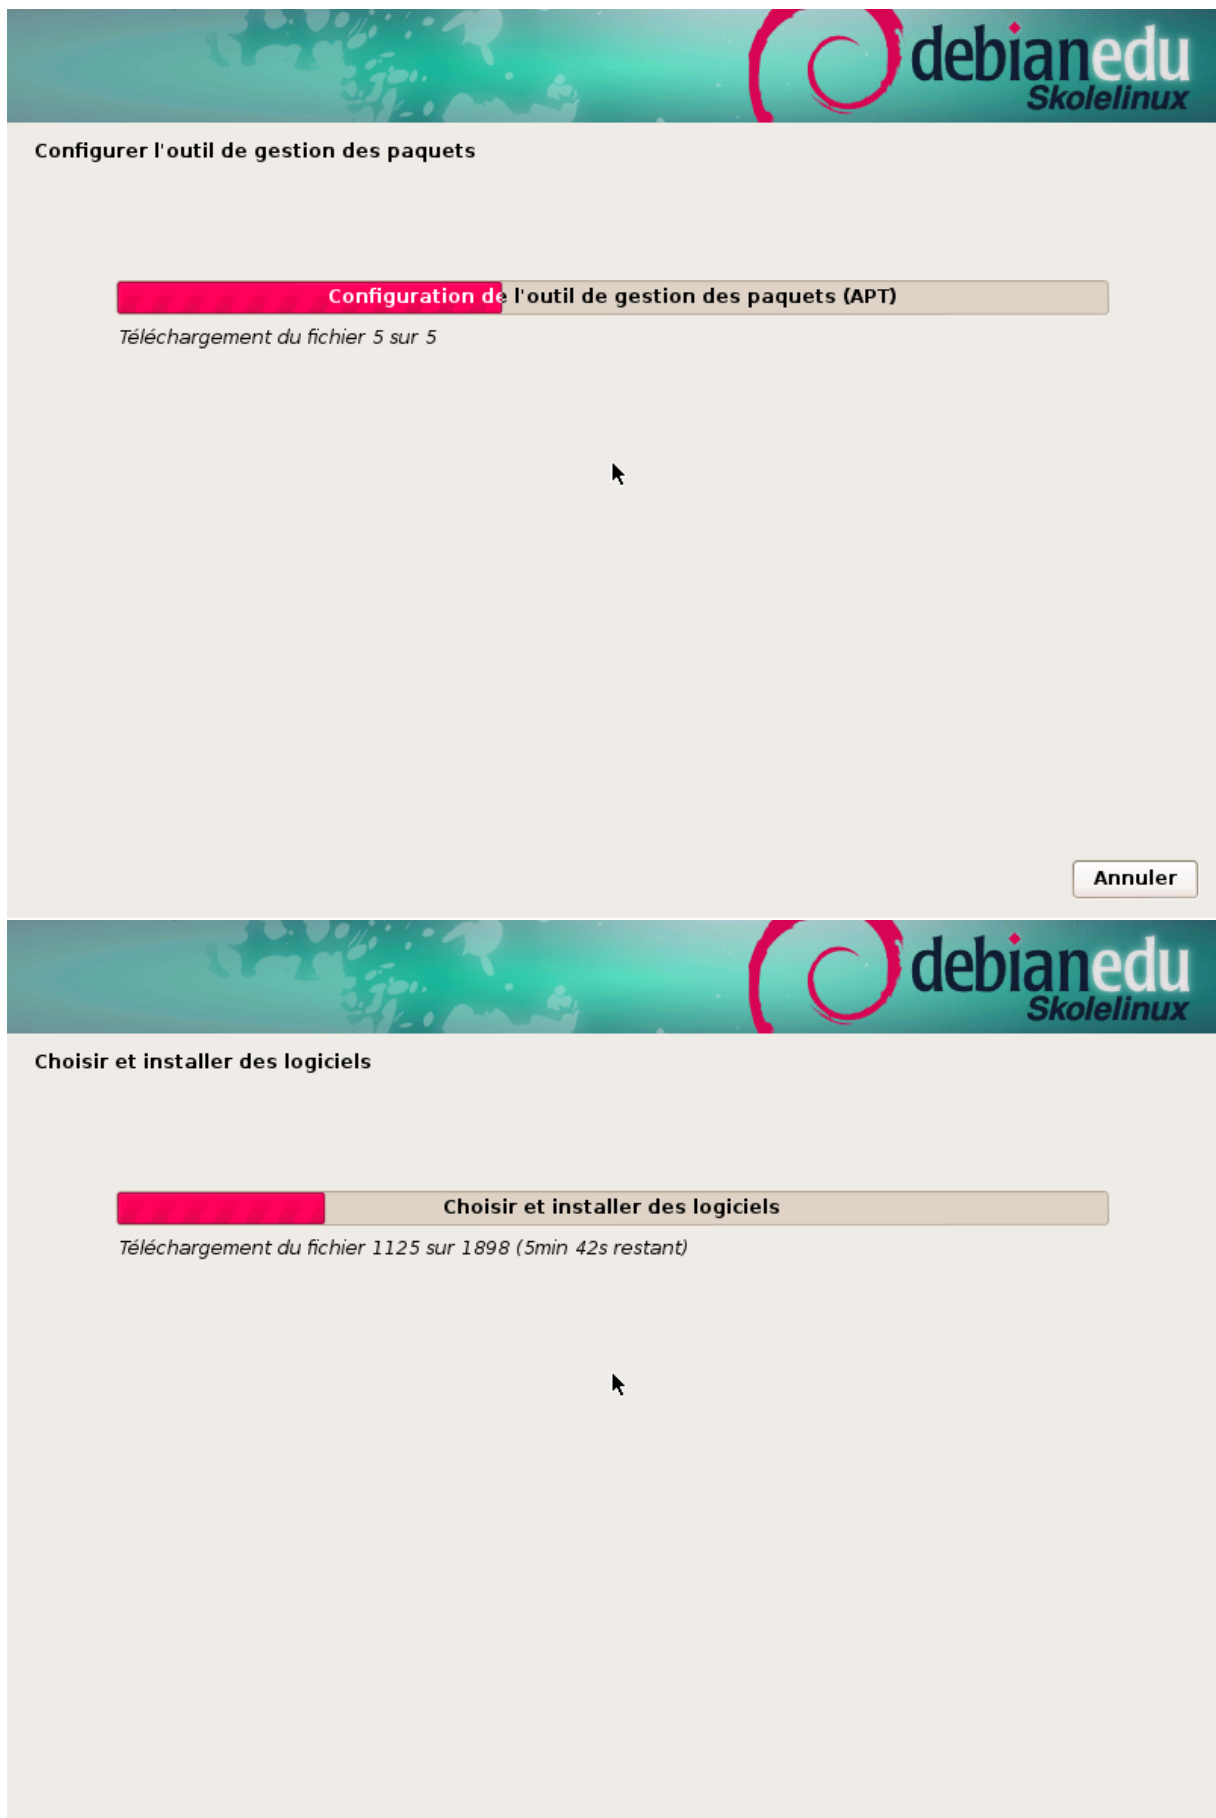 debianedu
Skolelinux
Configurer l'outil de gestion des paquets
Configuration de l'outil de gestion des paquets (APT)
Téléchargement du fichier 5 sur 5
Annuler
debianedu
Skolelinux
Choisir et installer des logiciels
Choisir et installer des logiciels
Téléchargement du fichier 1125 sur 1898 (5min 42s restant)